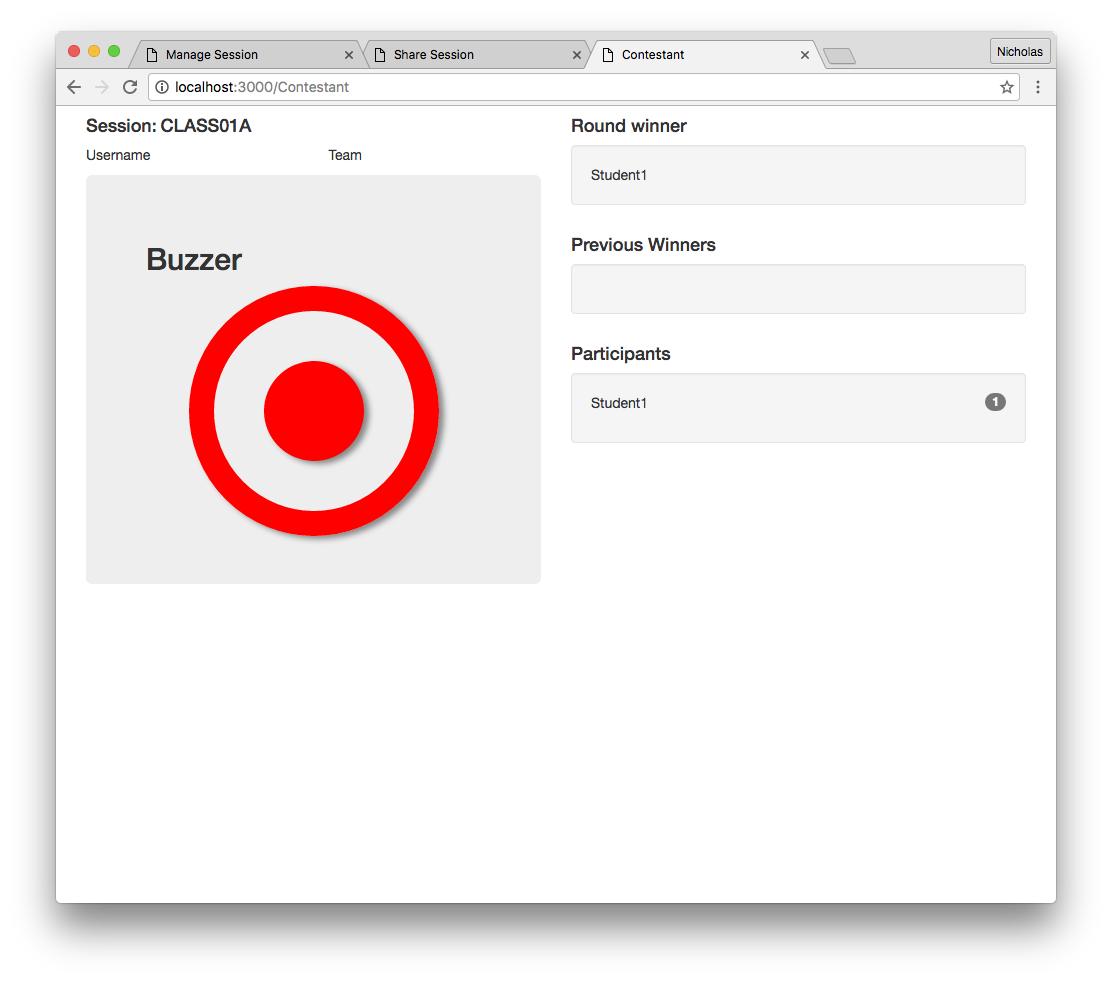 Manage Session
Share Session
Contestant
Nicholas
localhost:3000/Contestant
Session: CLASS01A
Username
Team
Buzzer
Round winner
Student1
Previous Winners
Participants
Student1
1